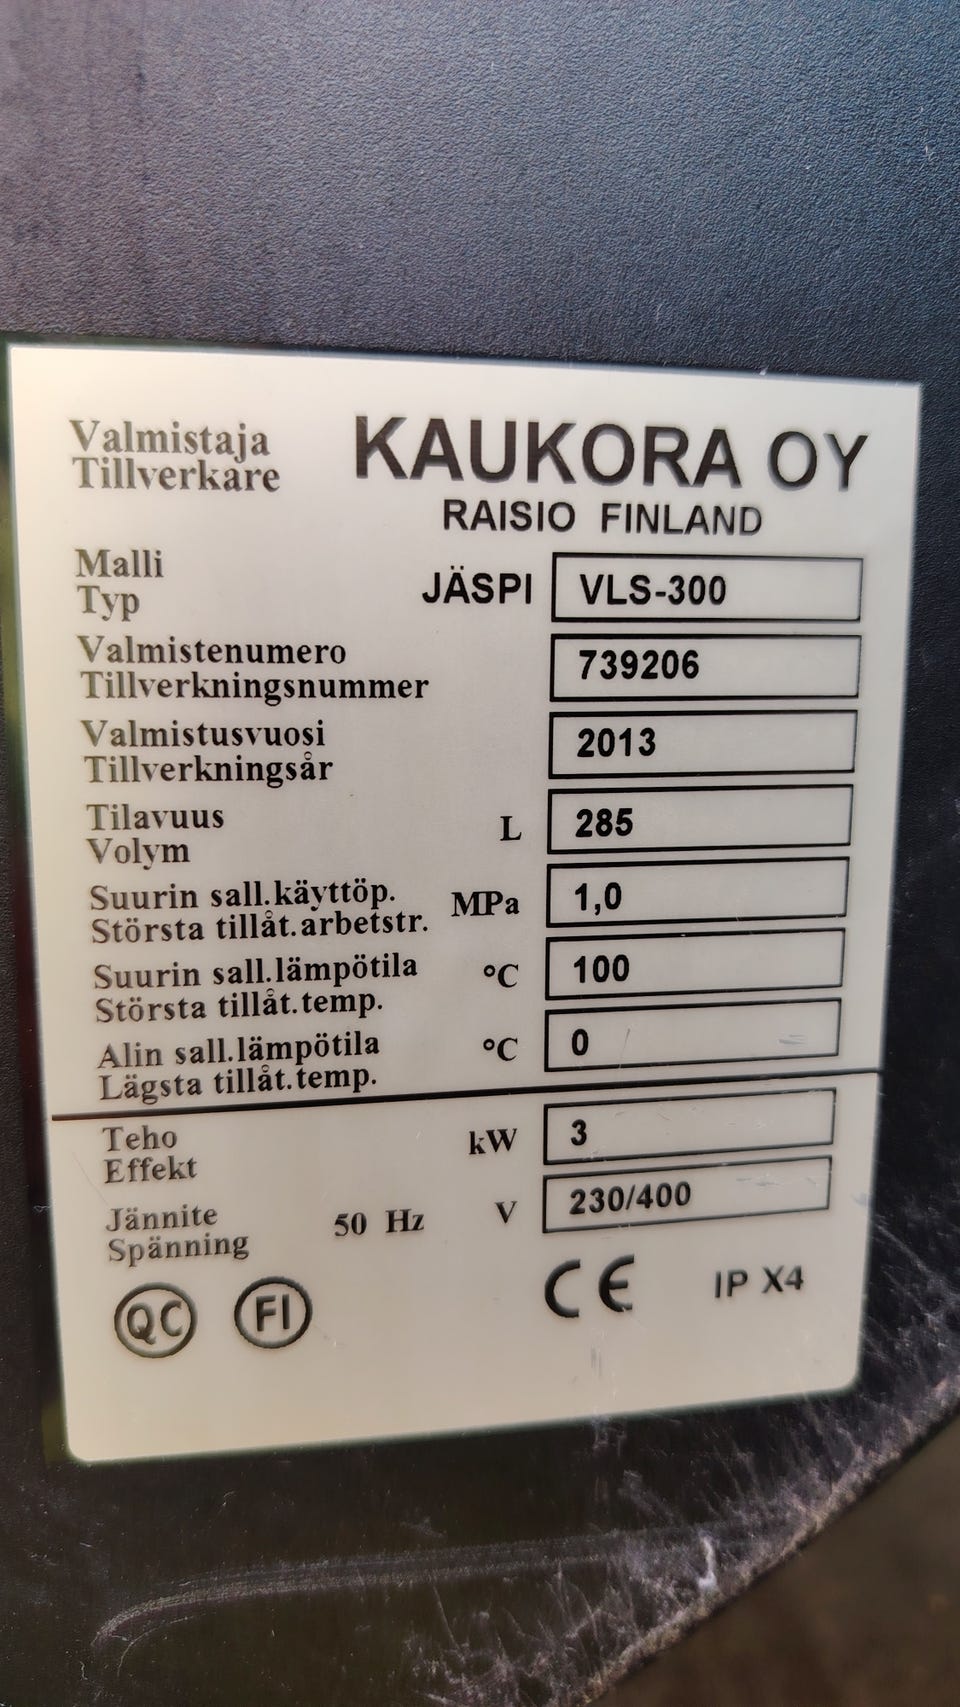 Valmistaja
Tillverkare
KAUKORA OY
RAISIO FINLAND
Malli
Typ
JÄSPI VLS-300
Valmistenumero
Tillverkningsnummer
739206
Valmistusvuosi
Tillverkningsår
2013
Tilavuus
Volym
L 285
Suurin sall.käyttöp.
Största tillåt.arbetstr.
MPa 1,0
Suurin sall.lämpötila
Största tillåt.temp.
°C 100
Alin sall.lämpötila
Lägsta tillåt.temp.
°C 0
Teho
Effekt
kW 3
Jännite
Spänning
50 Hz V 230/400
QC FI CE IP X4